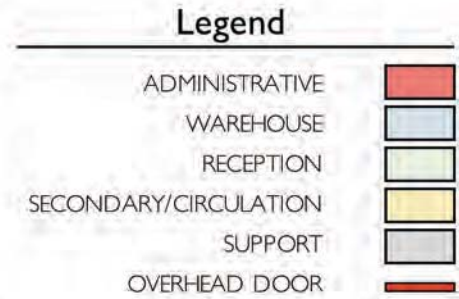 Legend
ADMINISTRATIVE
WAREHOUSE
RECEPTION
SECONDARY/CIRCULATION
SUPPORT
OVERHEAD DOOR